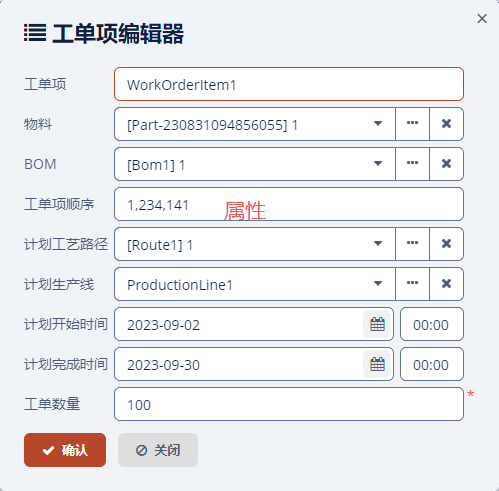 工单项编辑器
工单项 WorkOrderItem1
物料 [Part-230831094856055] 1
BOM [Bom1] 1
工单项顺序 1,234,141 属性
计划工艺路径 [Route1] 1
计划生产线 ProductionLine1
计划开始时间 2023-09-02 00:00
计划完成时间 2023-09-30 00:00
工单数量 100 *
确认 关闭